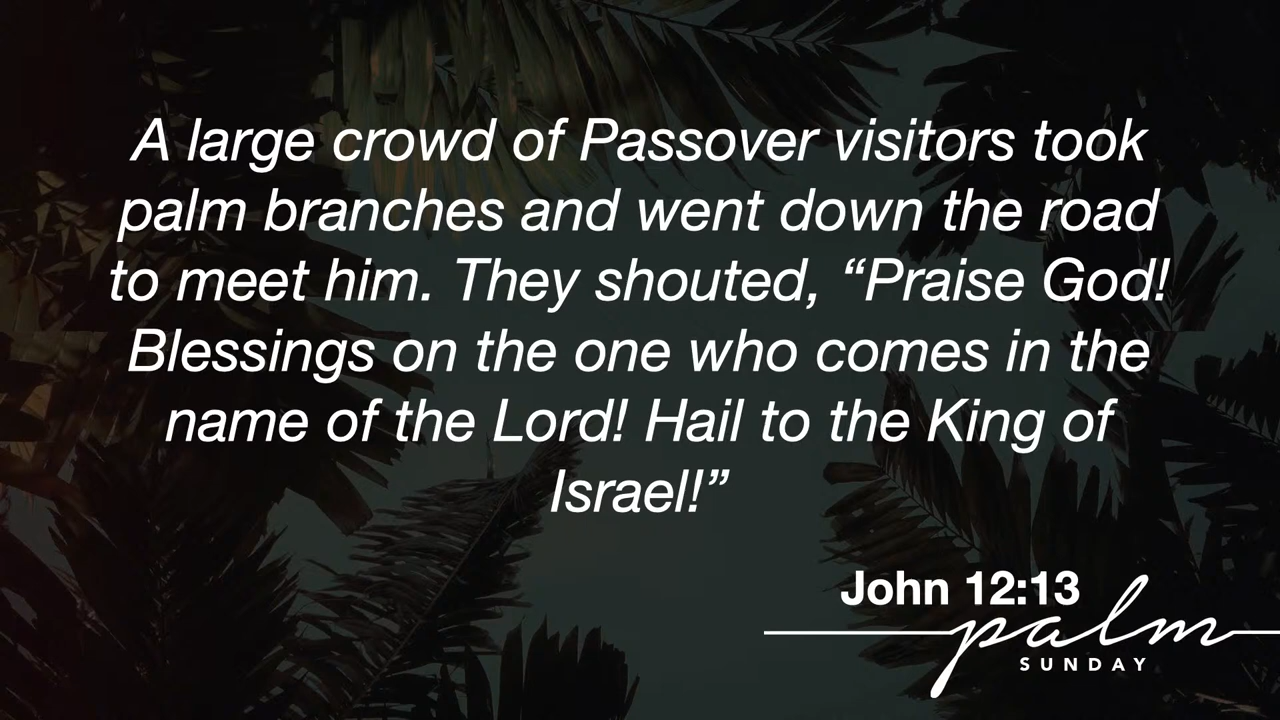 A large crowd of Passover visitors took
palm branches and went down the road
to meet him. They shouted, “Praise God!
Blessings on the one who comes in the
name of the Lord! Hail to the King of
Israel!”
John 12:13
palm
SUNDAY